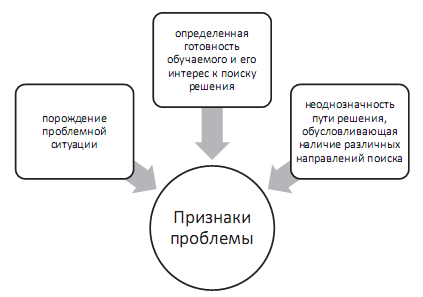 определенная
готовность
обучаемого и его
интерес к поиску
решения
порождение
проблемной
ситуации
неоднозначность
пути решения,
обусловливающая
наличие различных
направлений поиска
Признаки
проблемы